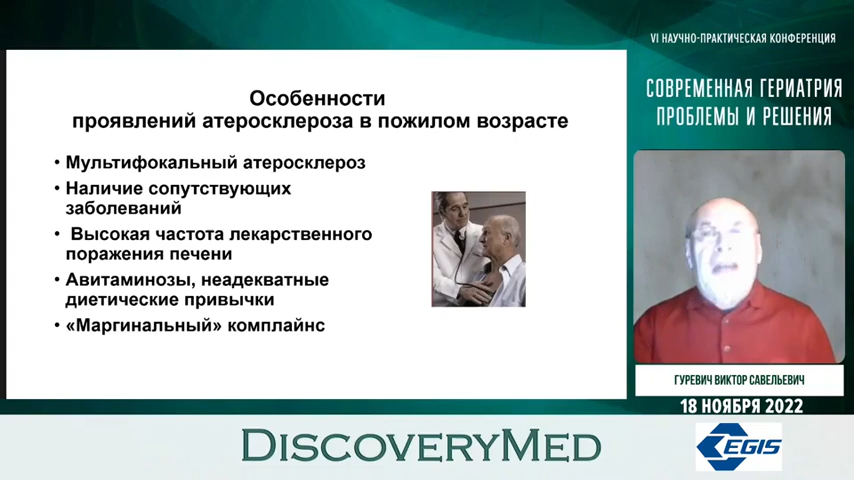 VI НАУЧНО-ПРАКТИЧЕСКАЯ КОНФЕРЕНЦИЯ
СОВРЕМЕННАЯ ГЕРИАТРИЯ
ПРОБЛЕМЫ И РЕШЕНИЯ
Особенности
проявлений атеросклероза в пожилом возрасте
• Мультифокальный атеросклероз
• Наличие сопутствующих
заболеваний
• Высокая частота лекарственного
поражения печени
• Авитаминозы, неадекватные
диетические привычки
• «Маргинальный» комплайнс
ГУРЕВИЧ ВИКТОР САВЕЛЬЕВИЧ
18 НОЯБРЯ 2022
DISCOVERYMED
EGIS